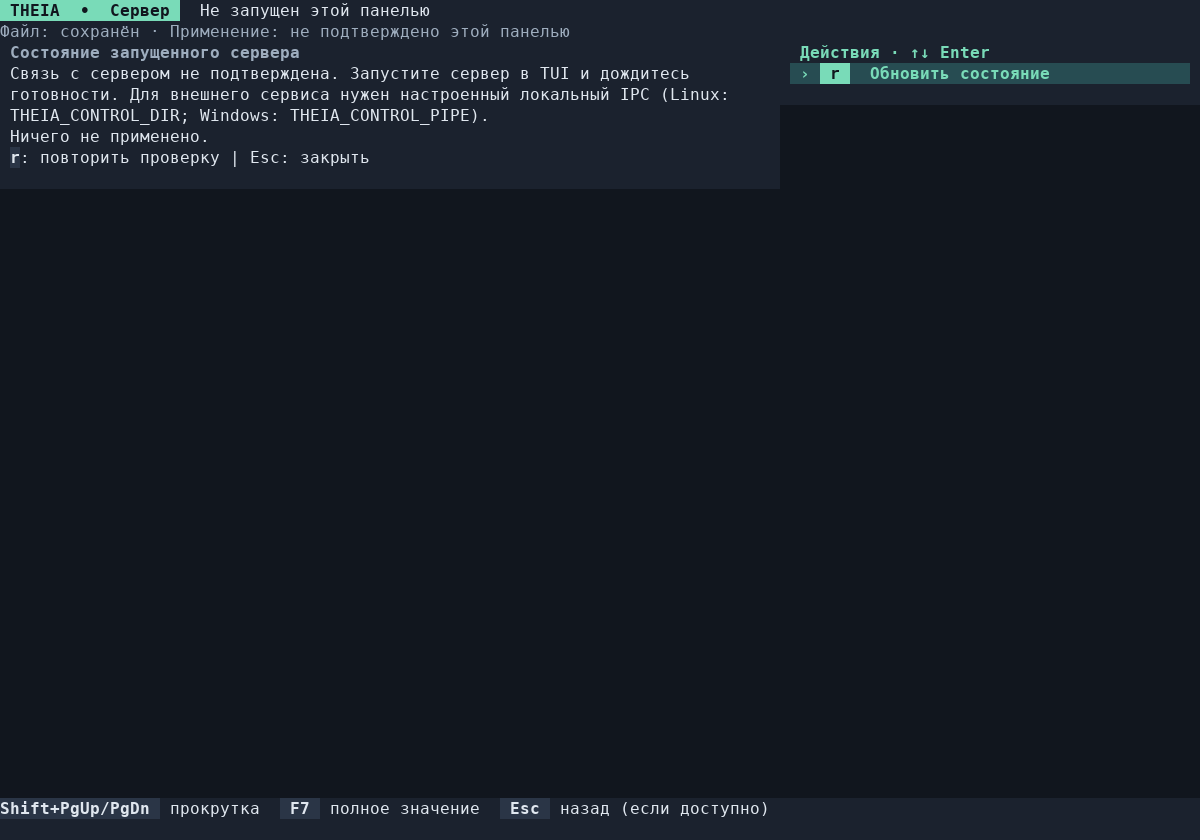 THEIA • Сервер Не запущен этой панелью
Файл: сохранён · Применение: не подтверждено этой панелью
Состояние запущенного сервера
Связь с сервером не подтверждена. Запустите сервер в TUI и дождитесь
готовности. Для внешнего сервиса нужен настроенный локальный IPC (Linux:
THEIA_CONTROL_DIR; Windows: THEIA_CONTROL_PIPE).
Ничего не применено.
r: повторить проверку | Esc: закрыть
Действия · ↑↓ Enter
› r Обновить состояние
Shift+PgUp/PgDn прокрутка F7 полное значение Esc назад (если доступно)